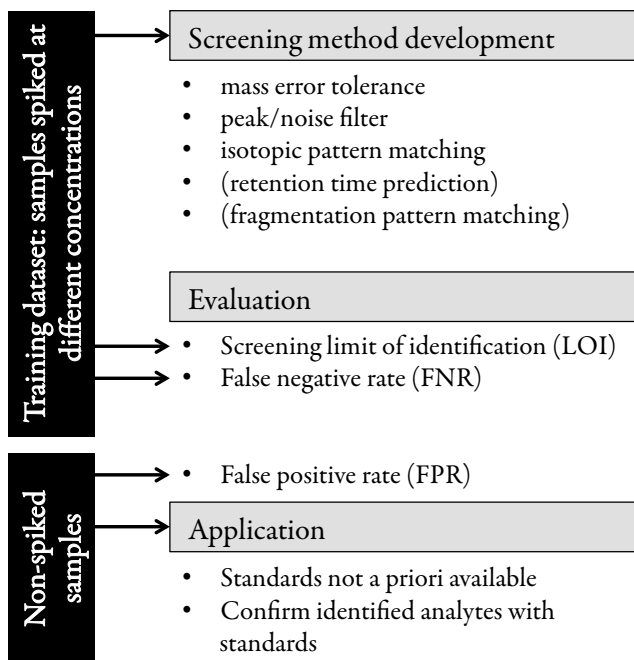 Training dataset: samples spiked at
different concentrations
Screening method development
• mass error tolerance
• peak/noise filter
• isotopic pattern matching
• (retention time prediction)
• (fragmentation pattern matching)
Evaluation
• Screening limit of identification (LOI)
• False negative rate (FNR)
Non-spiked
samples
• False positive rate (FPR)
Application
• Standards not a priori available
• Confirm identified analytes with
standards